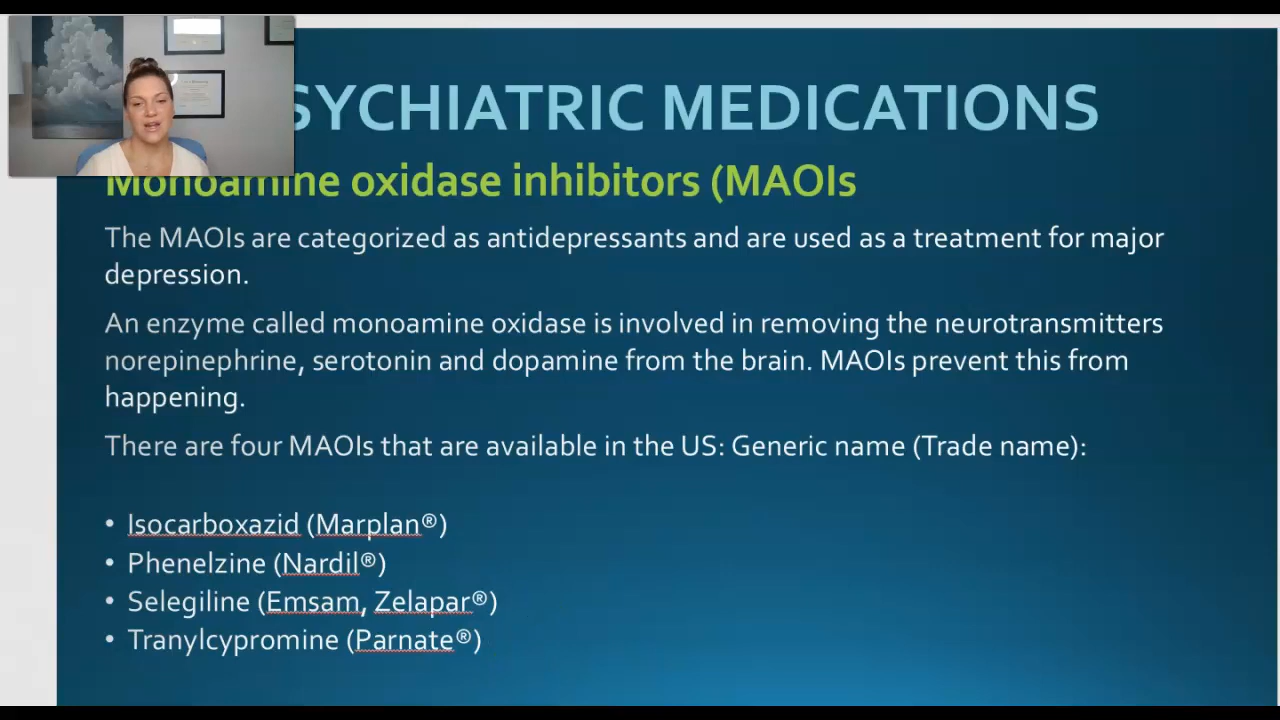 SYCHIATRIC MEDICATIONS
Monoamine oxidase inhibitors (MAOIs
The MAOIs are categorized as antidepressants and are used as a treatment for major
depression.
An enzyme called monoamine oxidase is involved in removing the neurotransmitters
norepinephrine, serotonin and dopamine from the brain. MAOIs prevent this from
happening.
There are four MAOIs that are available in the US: Generic name (Trade name):
• Isocarboxazid (Marplan®)
• Phenelzine (Nardil®)
• Selegiline (Emsam, Zelapar®)
• Tranylcypromine (Parnate®)